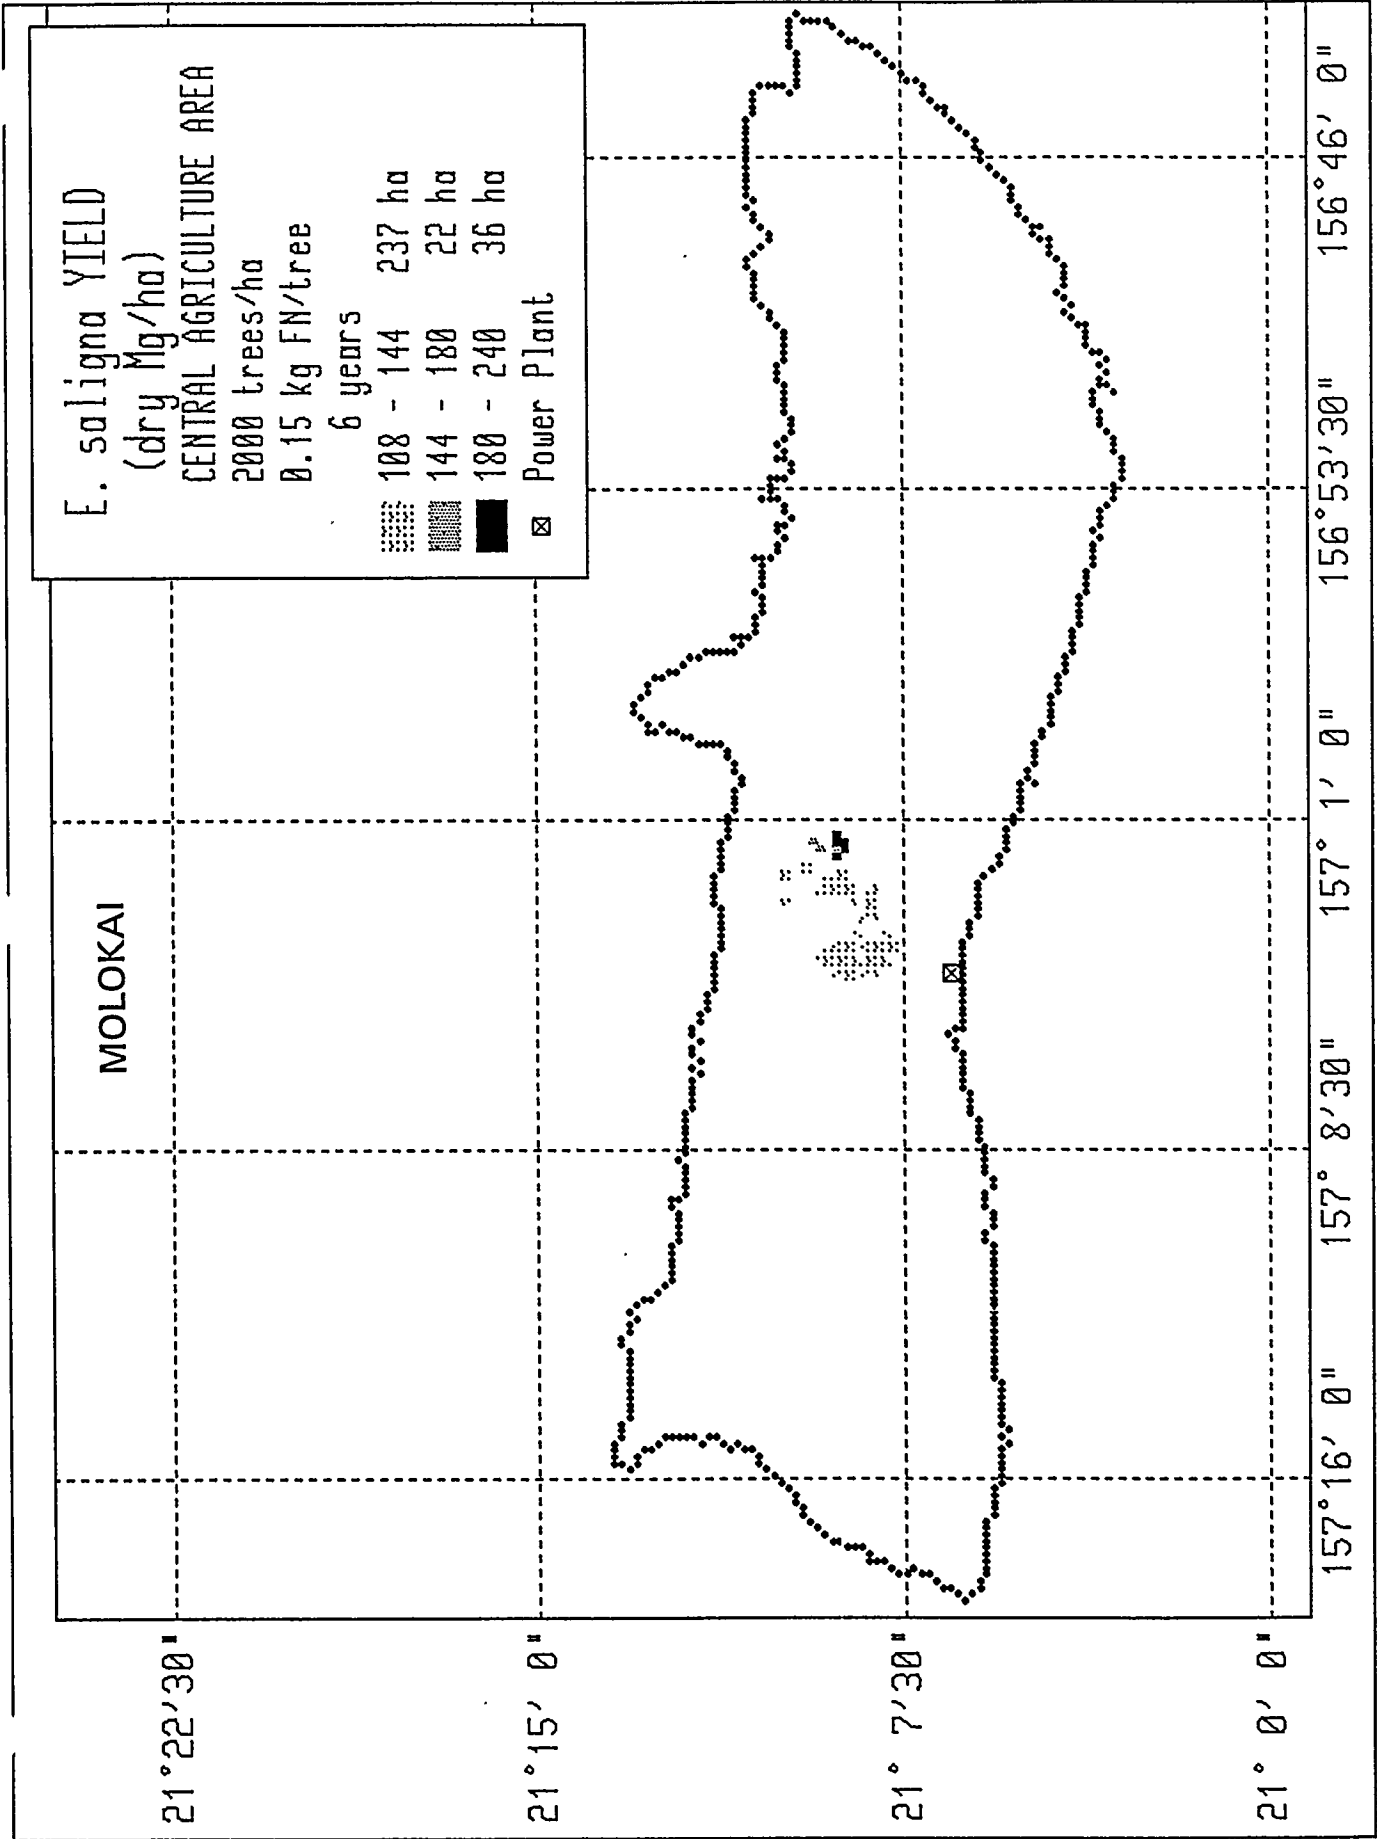 MOLOKAI
E. saligna YIELD
(dry Mg/ha)
CENTRAL AGRICULTURE AREA
2000 trees/ha
0.15 kg FN/tree
6 years
108 - 144 237 ha
144 - 180 22 ha
180 - 240 36 ha
Power Plant
21°22'30"
21°15' 0"
21° 7'30"
21° 0' 0"
157°16' 0"
157° 8'30"
157° 1' 0"
156°53'30"
156°46' 0"